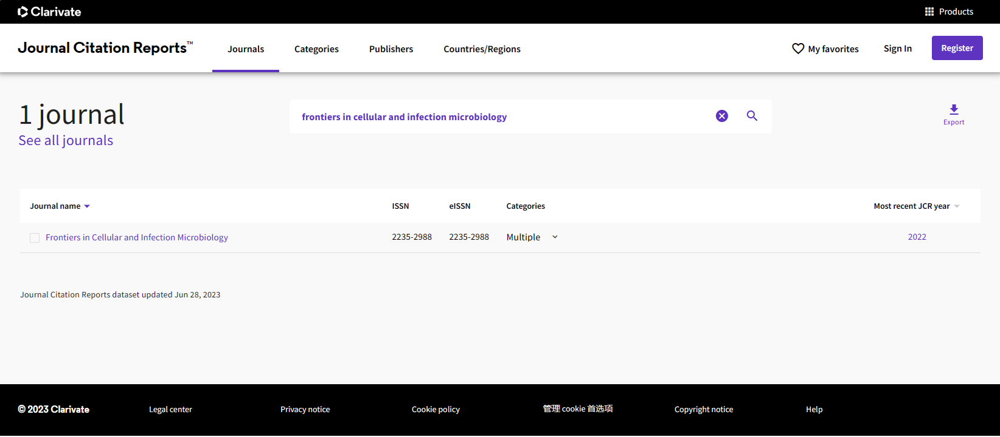 Clarivate
Products
Journal Citation Reports™
Journals
Categories
Publishers
Countries/Regions
My favorites
Sign In
Register
1 journal
See all journals
frontiers in cellular and infection microbiology
Export
Journal name
ISSN
eISSN
Categories
Most recent JCR year
Frontiers in Cellular and Infection Microbiology
2235-2988
2235-2988
Multiple
2022
Journal Citation Reports dataset updated Jun 28, 2023
© 2023 Clarivate
Legal center
Privacy notice
Cookie policy
管理 cookie 首选项
Copyright notice
Help